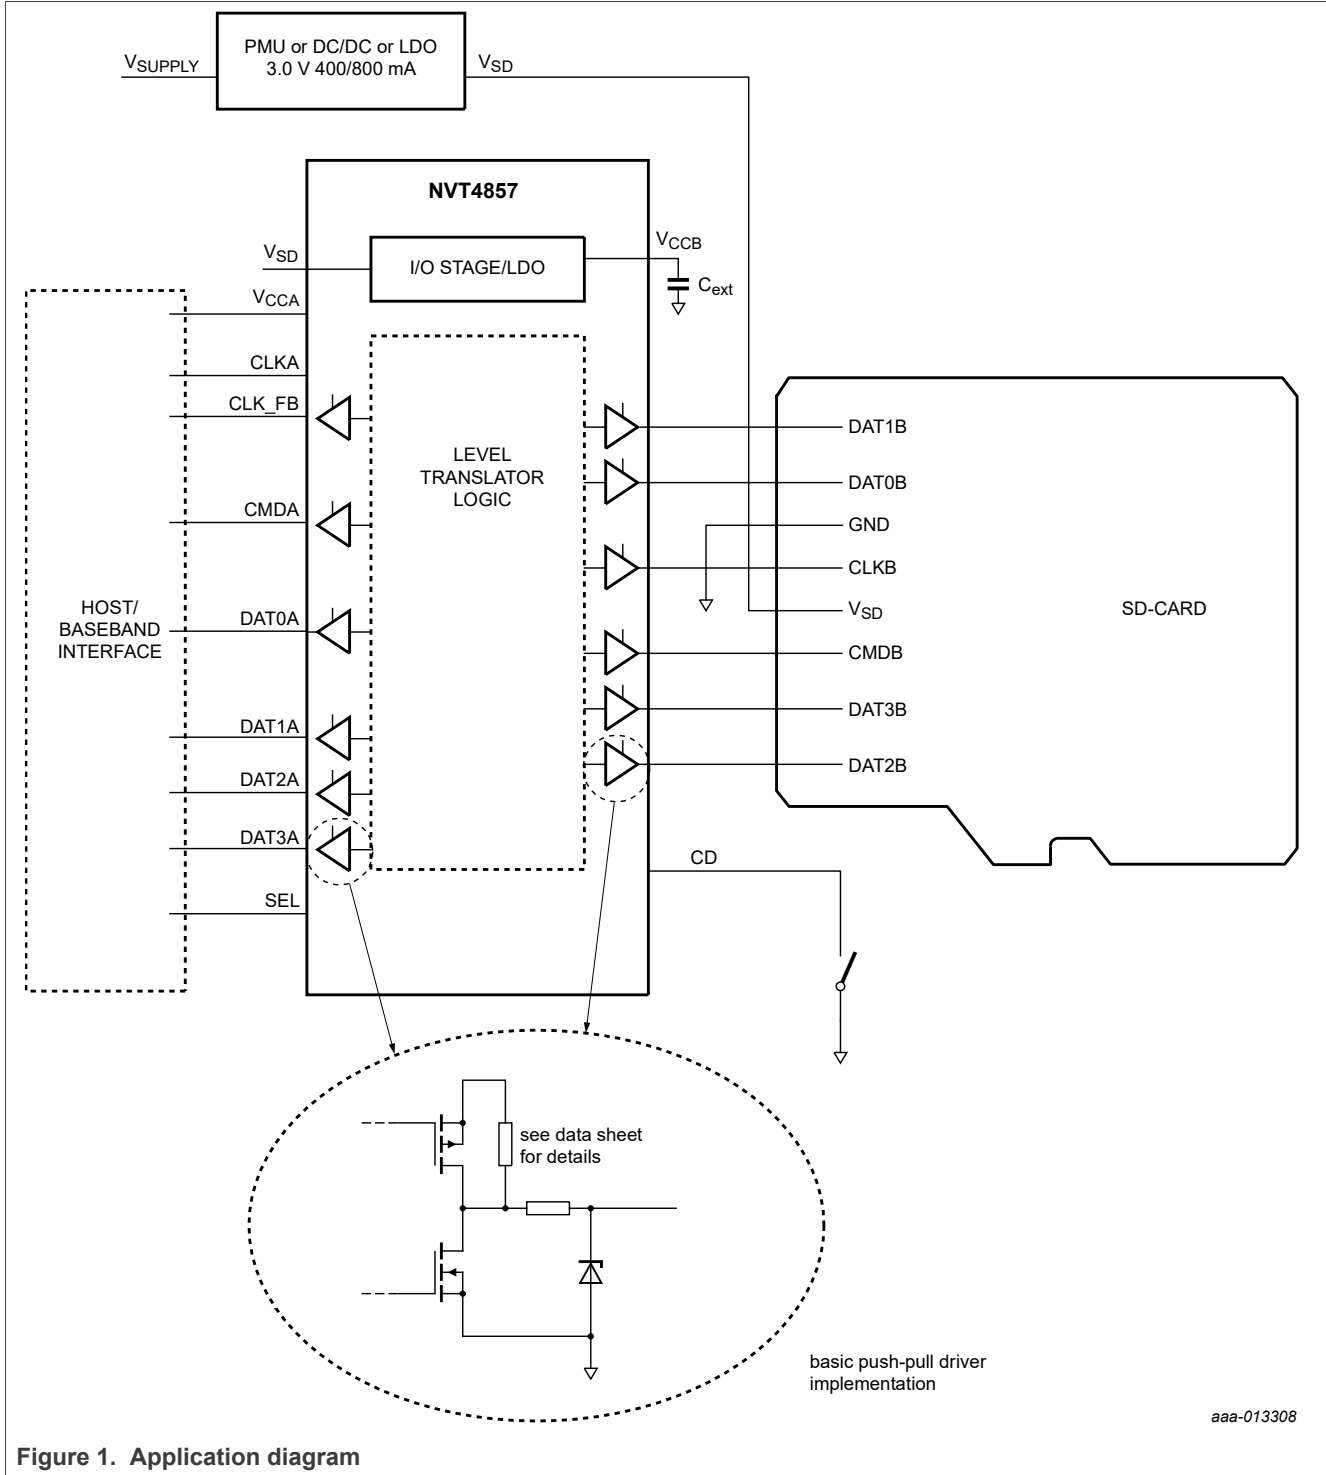 PMU or DC/DC or LDO
3.0 V 400/800 mA
VSUPPLY
VSD
NVT4857
VSD
I/O STAGE/LDO
VCCB
Cext
VCCA
CLKA
CLK_FB
CMDA
DAT0A
DAT1A
DAT2A
DAT3A
SEL
HOST/
BASEBAND
INTERFACE
LEVEL
TRANSLATOR
LOGIC
DAT1B
DAT0B
GND
CLKB
VSD
CMDB
DAT3B
DAT2B
SD-CARD
CD
see data sheet
for details
basic push-pull driver
implementation
aaa-013308
Figure 1. Application diagram